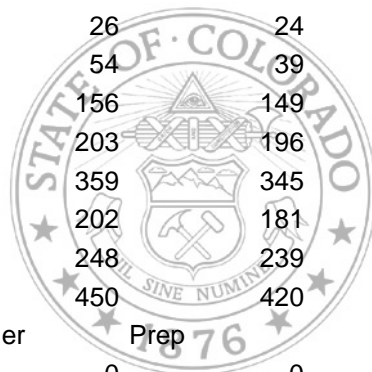 26 24
54 39
156 149
203 196
359 345
202 181
248 239
450 420
er Prep
0 0
STATE OF · COLORADO
NIL SINE NUMINE
★ ★ 1876 ★ ★